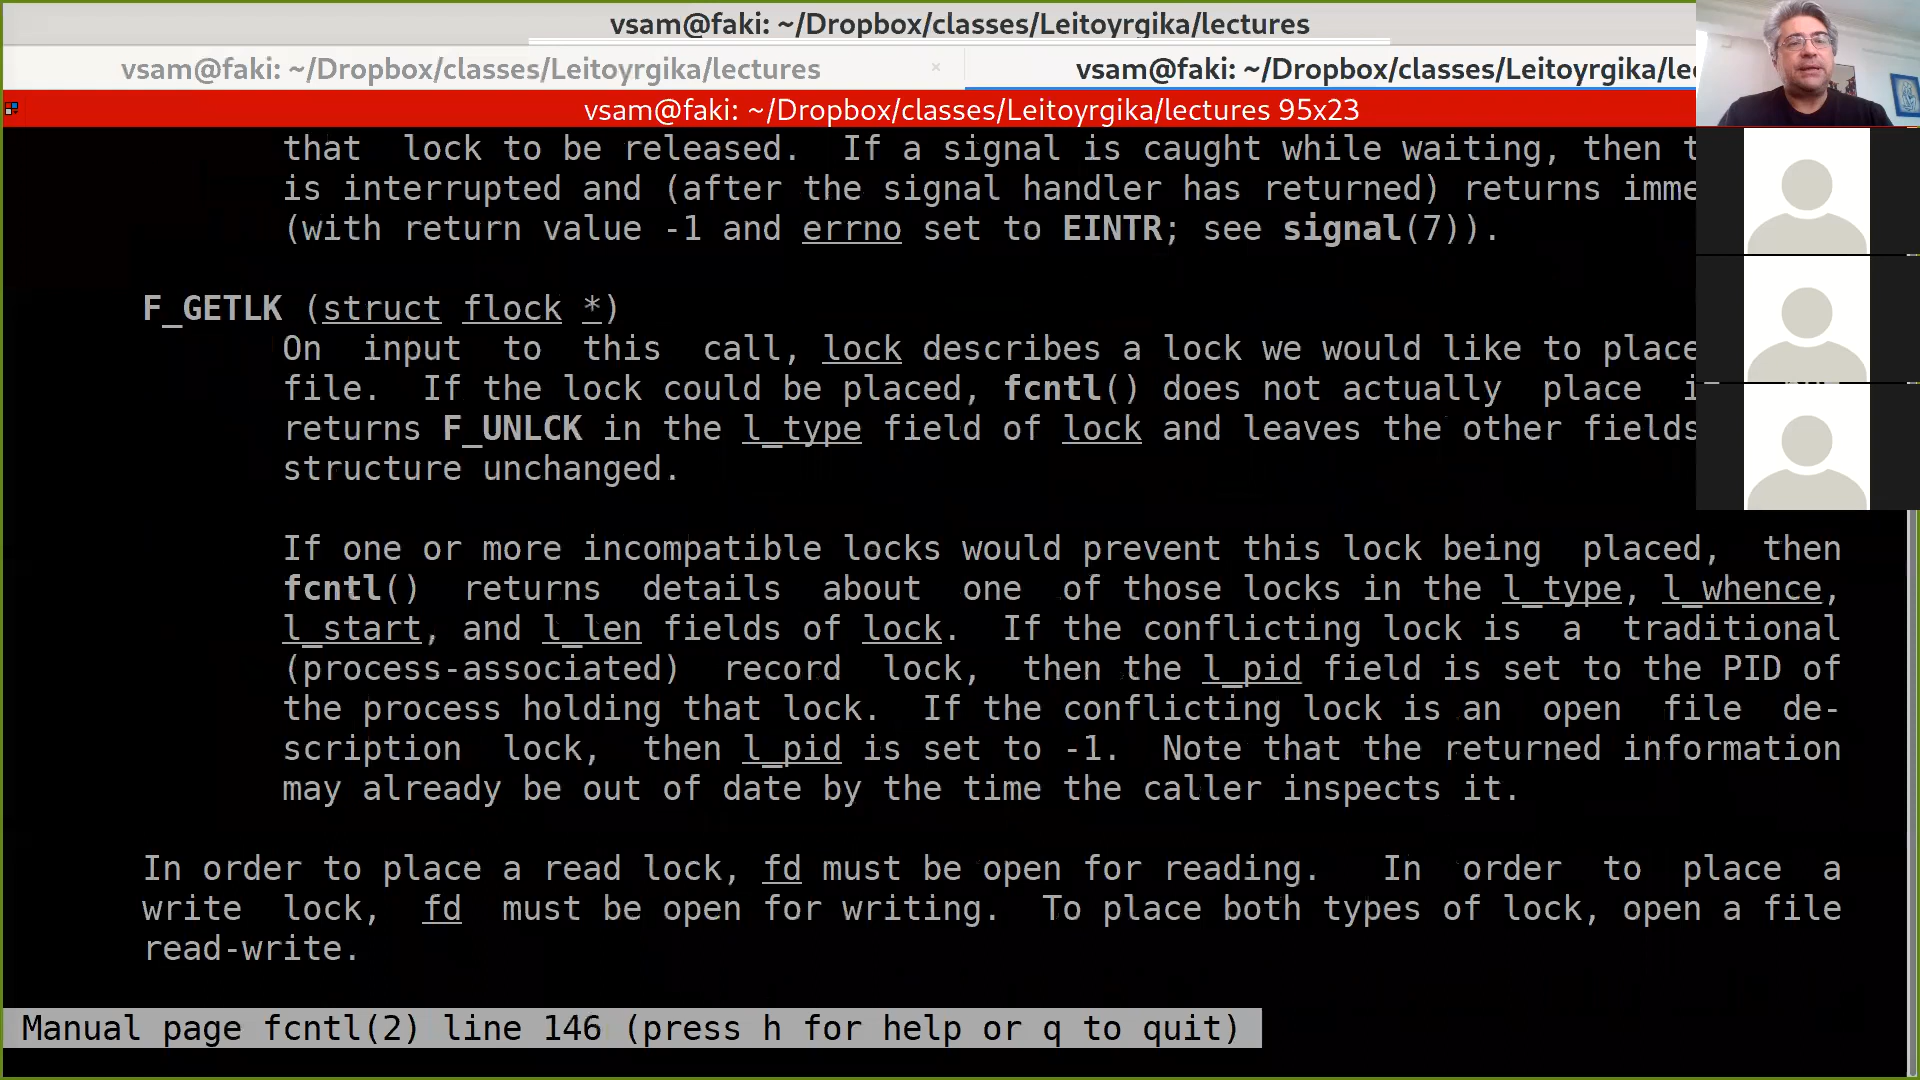 vsam@faki: ~/Dropbox/classes/Leitoyrgika/lectures
vsam@faki: ~/Dropbox/classes/Leitoyrgika/lectures × vsam@faki: ~/Dropbox/classes/Leitoyrgika/le
vsam@faki: ~/Dropbox/classes/Leitoyrgika/lectures 95x23
that lock to be released. If a signal is caught while waiting, then
is interrupted and (after the signal handler has returned) returns
(with return value -1 and errno set to EINTR; see signal(7)).
F_GETLK (struct flock *)
On input to this call, lock describes a lock we would like to place
file. If the lock could be placed, fcntl() does not actually place
returns F_UNLCK in the l_type field of lock and leaves the other fields
structure unchanged.
If one or more incompatible locks would prevent this lock being placed, then
fcntl() returns details about one of those locks in the l_type, l_whence,
l_start, and l_len fields of lock. If the conflicting lock is a traditional
(process-associated) record lock, then the l_pid field is set to the PID of
the process holding that lock. If the conflicting lock is an open file de-
scription lock, then l_pid is set to -1. Note that the returned information
may already be out of date by the time the caller inspects it.
In order to place a read lock, fd must be open for reading. In order to place a
write lock, fd must be open for writing. To place both types of lock, open a file
read-write.
Manual page fcntl(2) line 146 (press h for help or q to quit)